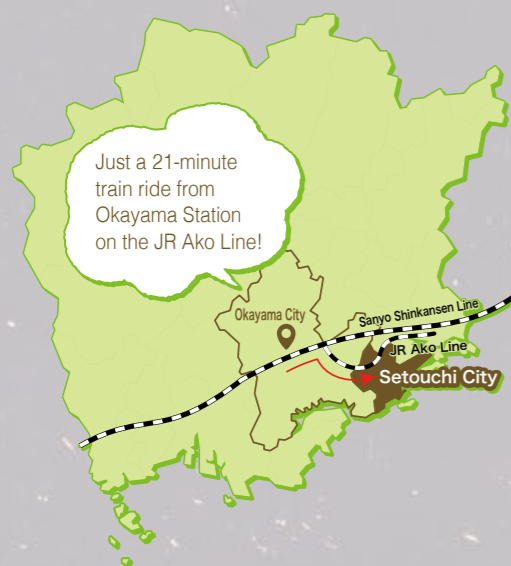 Just a 21-minute
train ride from
Okayama Station
on the JR Ako Line!
Okayama City
Sanyo Shinkansen Line
JR Ako Line
Setouchi City